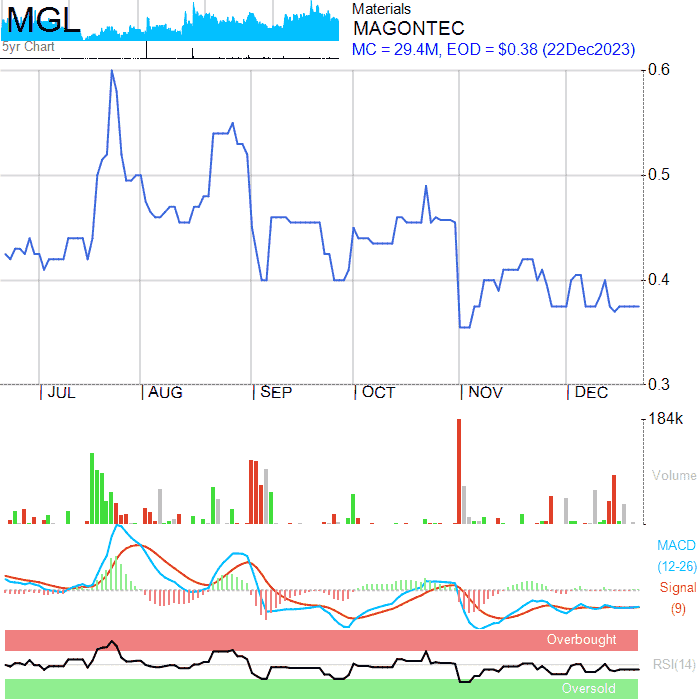 MGL
5yr Chart
Materials
MAGONTEC
MC = 29.4M, EOD = $0.38 (22Dec2023)
0.6
0.5
0.4
0.3
JUL AUG SEP OCT NOV DEC
184k
Volume
MACD
(12-26)
Signal
(9)
Overbought
RSI(14)
Oversold